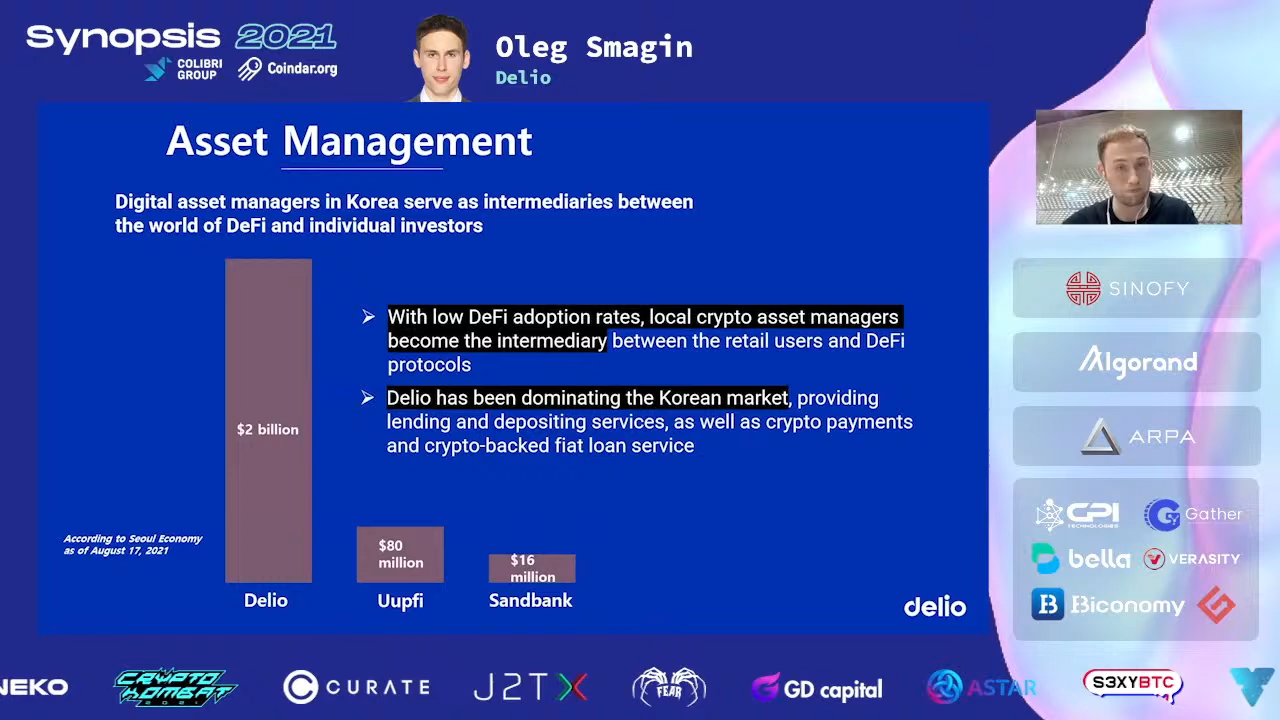 Synopsis 2021
COLIBRI
GROUP
Coindar.org
Oleg Smagin
Delio
Asset Management
Digital asset managers in Korea serve as intermediaries between
the world of DeFi and individual investors
➢ With low DeFi adoption rates, local crypto asset managers
become the intermediary between the retail users and DeFi
protocols
➢ Delio has been dominating the Korean market, providing
lending and depositing services, as well as crypto payments
and crypto-backed fiat loan service
$2 billion
$80
million
$16
million
According to Seoul Economy
as of August 17, 2021
Delio
Uupfi
Sandbank
delio
SINOFY
Algorand
ARPA
CPI
TECHNOLOGIES
Gather
bella
VERASITY
Biconomy
NEKO
CRYPTO
KOMBAT
2021
CURATE
J2TX
FEAR
GD capital
ASTAR
S3XYBTC